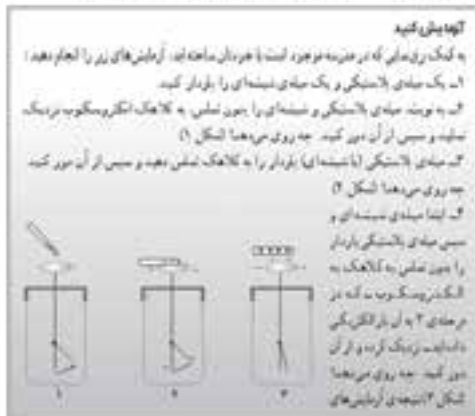 آزمایش کنید
به کمک برق‌نمایی که در مدرسه موجود است یا خودتان ساخته‌اید، آزمایش‌های زیر را انجام دهید:
۱ـ یک میله‌ی پلاستیکی و یک میله‌ی شیشه‌ای را باردار کنید.
۲ـ به نوبت، میله‌ی پلاستیکی و شیشه‌ای را بدون تماس، به کلاهک الکتروسکوپ نزدیک
نمایید و سپس از آن دور کنید. چه روی می‌دهد؟ (شکل ۱)
۳ـ میله‌ی پلاستیکی (یا شیشه‌ای) باردار را به کلاهک تماس دهید و سپس از آن دور کنید.
چه روی می‌دهد؟ (شکل ۲)
۴ـ ابتدا میله‌ی شیشه‌ای و
سپس میله‌ی پلاستیکی باردار
را بدون تماس به کلاهک به
الکتروسکوپ ـ که در
مرحله‌ی ۳ به آن بار الکتریکی
داده‌اید ـ نزدیک کرده و از آن
دور کنید. چه روی می‌دهد؟
شکل ۳ نتیجه‌ی آزمایش‌های
۱
۲
۳